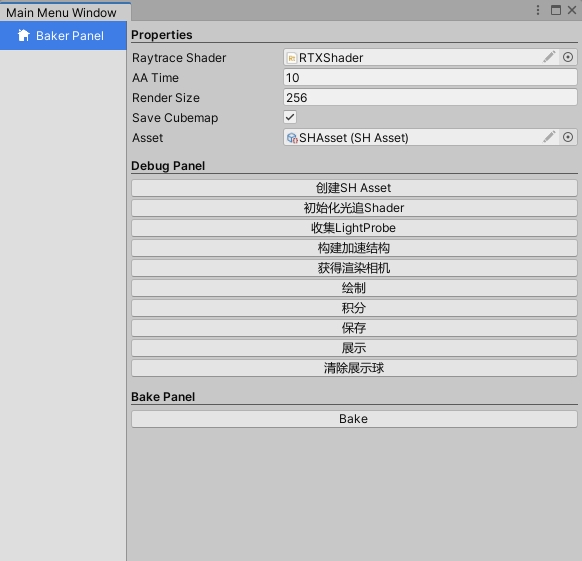 Main Menu Window
Baker Panel
Properties
Raytrace Shader RTXShader
AA Time 10
Render Size 256
Save Cubemap
Asset SHAsset (SH Asset)
Debug Panel
创建SH Asset
初始化光追Shader
收集LightProbe
构建加速结构
获得渲染相机
绘制
积分
保存
展示
清除展示球
Bake Panel
Bake